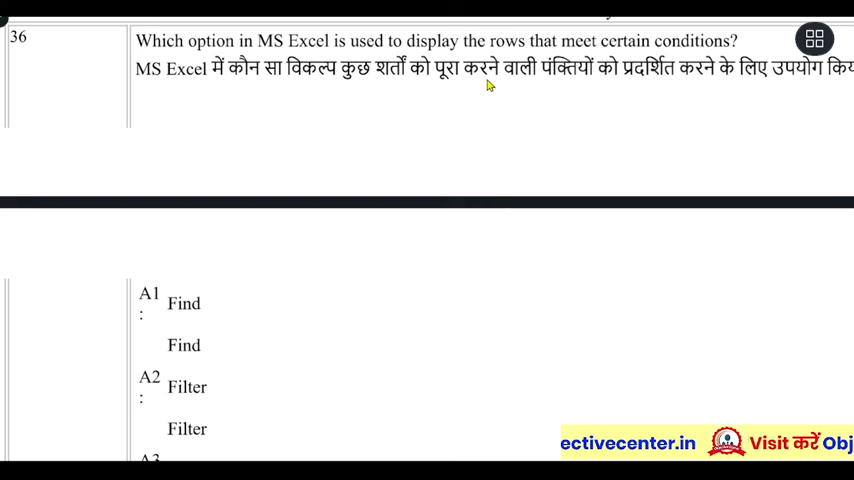 36
Which option in MS Excel is used to display the rows that meet certain conditions?
MS Excel में कौन सा विकल्प कुछ शर्तों को पूरा करने वाली पंक्तियों को प्रदर्शित करने के लिए उपयोग
A1
:
Find
Find
A2
:
Filter
Filter
ectivecenter.in Visit करें Obj